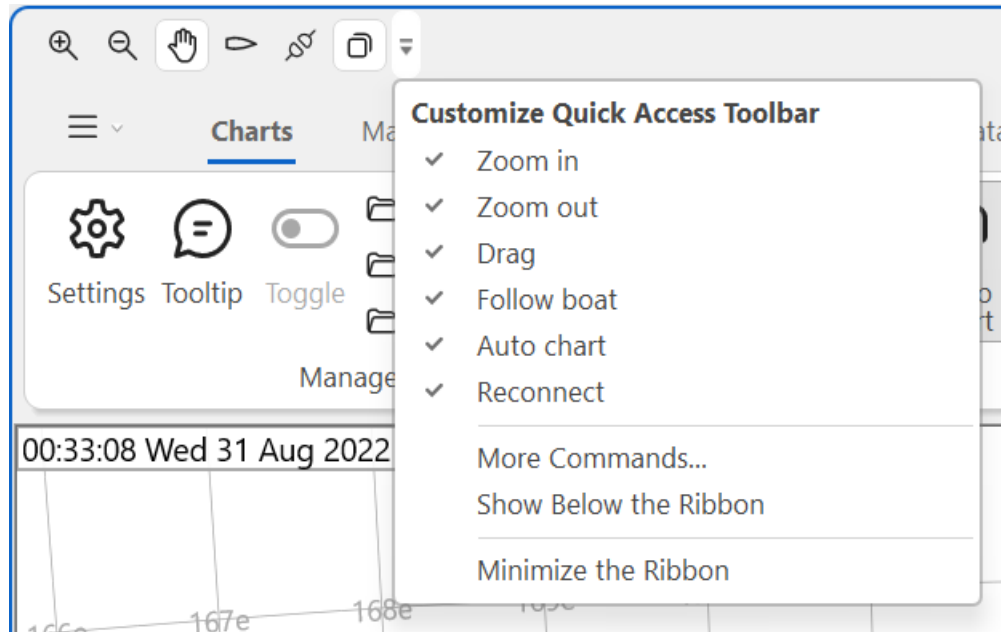 Customize Quick Access Toolbar
Charts
Zoom in
Zoom out
Drag
Follow boat
Auto chart
Reconnect
Settings Tooltip Toggle
Manage
More Commands...
Show Below the Ribbon
Minimize the Ribbon
00:33:08 Wed 31 Aug 2022
167e
168e